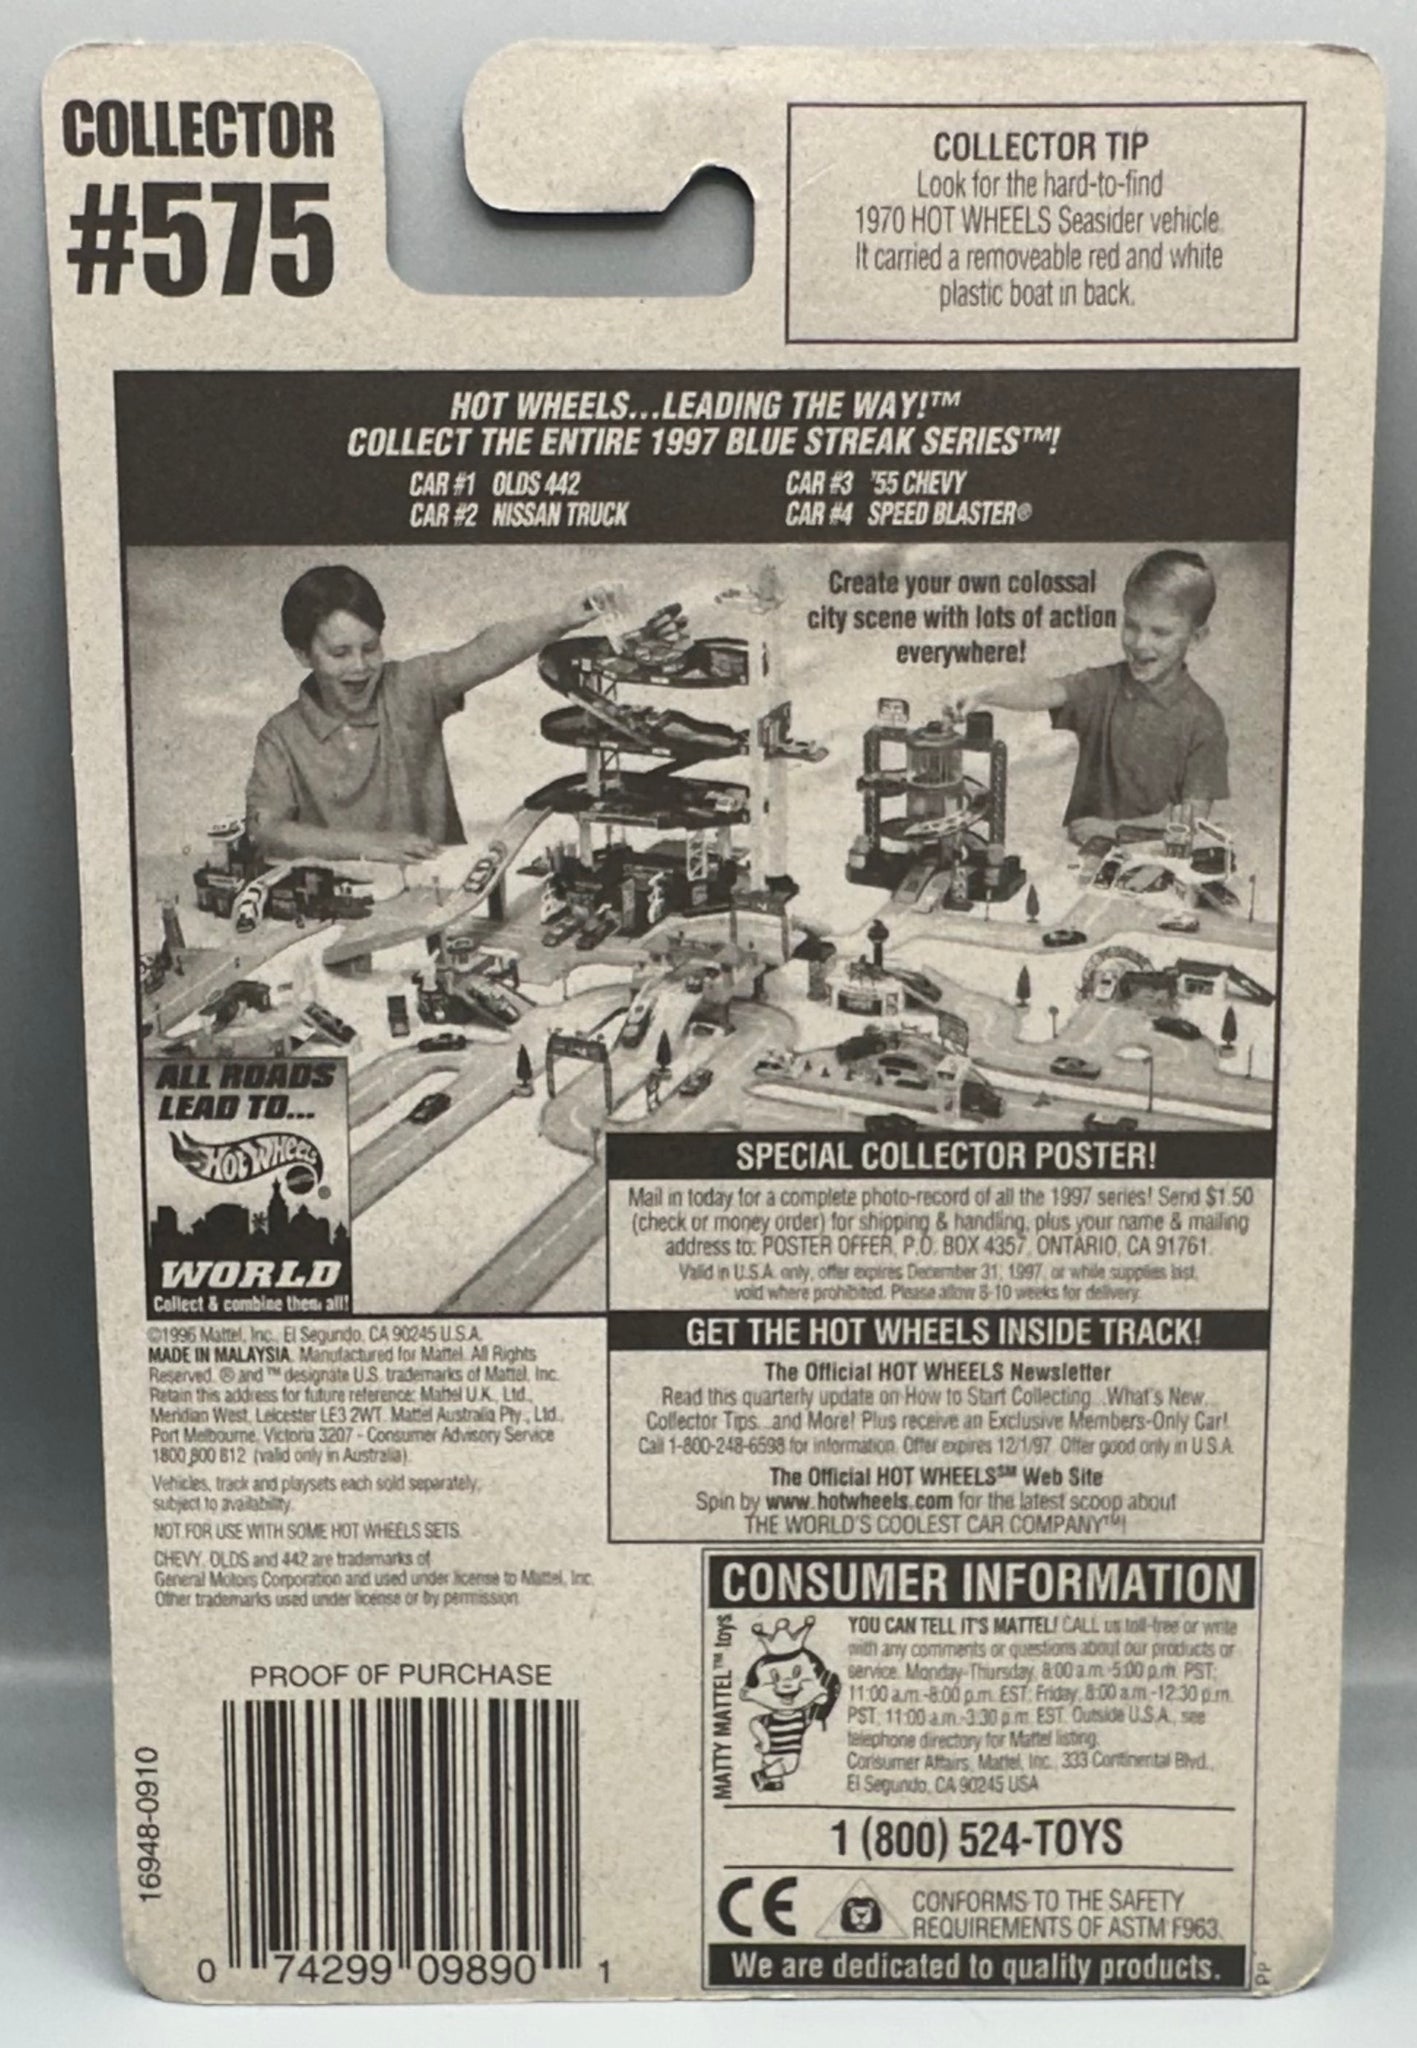 COLLECTOR
#575
COLLECTOR TIP
Look for the hard-to-find
1970 HOT WHEELS Seasider vehicle.
It carried a removeable red and white
plastic boat in back.
HOT WHEELS...LEADING THE WAY!™
COLLECT THE ENTIRE 1997 BLUE STREAK SERIES™!
CAR #1 OLDS 442
CAR #2 NISSAN TRUCK
CAR #3 '55 CHEVY
CAR #4 SPEED BLASTER®
Create your own colossal
city scene with lots of action
everywhere!
ALL ROADS
LEAD TO...
HOT WHEELS
WORLD
Collect & combine them all!
SPECIAL COLLECTOR POSTER!
Mail in today for a complete photo-record of all the 1997 series! Send $1.50
(check or money order) for shipping & handling, plus your name & mailing
address to: POSTER OFFER, P.O. BOX 4357, ONTARIO, CA 91761.
Valid in U.S.A. only, offer expires December 31, 1997, or while supplies last,
void where prohibited. Please allow 8-10 weeks for delivery.
GET THE HOT WHEELS INSIDE TRACK!
The Official HOT WHEELS Newsletter
Read this quarterly update on How to Start Collecting...What's New...
Collector Tips...and More! Plus receive an Exclusive Members-Only Car!
Call 1-800-248-6598 for information. Offer expires 12/1/97. Offer good only in U.S.A.
The Official HOT WHEELS℠ Web Site
Spin by www.hotwheels.com for the latest scoop about
THE WORLD'S COOLEST CAR COMPANY™!
©1996 Mattel, Inc., El Segundo, CA 90245 U.S.A.
MADE IN MALAYSIA. Manufactured for Mattel. All Rights
Reserved. ® and ™ designate U.S. trademarks of Mattel, Inc.
Retain this address for future reference: Mattel U.K., Ltd.,
Meridian West, Leicester LE3 2WT. Mattel Australia Pty., Ltd.,
Port Melbourne, Victoria 3207 - Consumer Advisory Service
1800 800 812 (valid only in Australia).
Vehicles, track and playsets each sold separately,
subject to availability.
NOT FOR USE WITH SOME HOT WHEELS SETS.
CHEVY, OLDS and 442 are trademarks of
General Motors Corporation and used under license to Mattel, Inc.
Other trademarks used under license or by permission.
CONSUMER INFORMATION
MATTY MATTEL™ toys
YOU CAN TELL IT'S MATTEL! CALL us toll-free or write
with any comments or questions about our products or
service. Monday-Thursday, 8:00 a.m.-5:00 p.m. PST;
11:00 a.m.-8:00 p.m. EST; Friday, 8:00 a.m.-12:30 p.m.
PST, 11:00 a.m.-3:30 p.m. EST. Outside U.S.A., see
telephone directory for Mattel listing.
Consumer Affairs, Mattel, Inc., 333 Continental Blvd.,
El Segundo, CA 90245 USA
1 (800) 524-TOYS
CE
CONFORMS TO THE SAFETY
REQUIREMENTS OF ASTM F963.
We are dedicated to quality products.
PP
PROOF OF PURCHASE
16948-0910
0 74299 09890 1